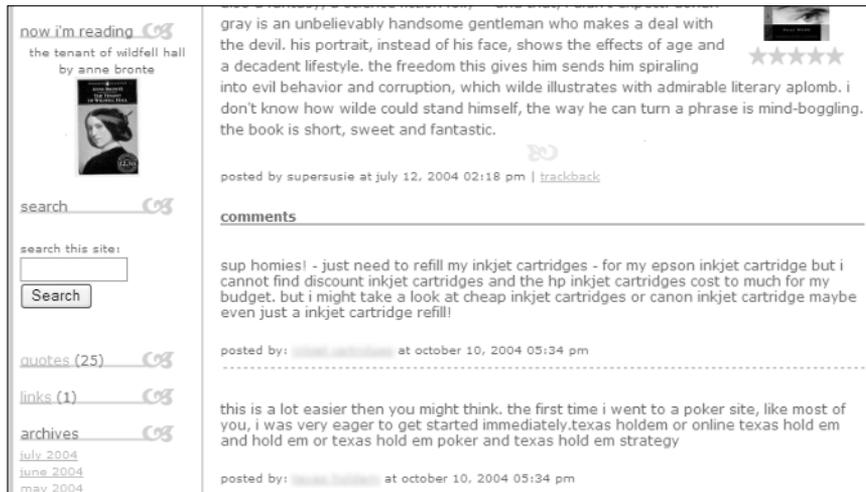 now i'm reading
the tenant of wildfell hall
by anne bronte
search
search this site:
Search
quotes (25)
links (1)
archives
july 2004
june 2004
may 2004
gray is an unbelievably handsome gentleman who makes a deal with
the devil. his portrait, instead of his face, shows the effects of age and
a decadent lifestyle. the freedom this gives him sends him spiraling
into evil behavior and corruption, which wilde illustrates with admirable literary aplomb. i
don't know how wilde could stand himself, the way he can turn a phrase is mind-boggling.
the book is short, sweet and fantastic.
posted by supersusie at july 12, 2004 02:18 pm | trackback
comments
sup homies! - just need to refill my inkjet cartridges - for my epson inkjet cartridge but i
cannot find discount inkjet cartridges and the hp inkjet cartridges cost to much for my
budget. but i might take a look at cheap inkjet cartridges or canon inkjet cartridge maybe
even just a inkjet cartridge refill!
posted by: at october 10, 2004 05:34 pm
this is a lot easier then you might think. the first time i went to a poker site, like most of
you, i was very eager to get started immediately.texas holdem or online texas hold em
and hold em or texas hold em poker and texas hold em strategy
posted by: at october 10, 2004 05:34 pm